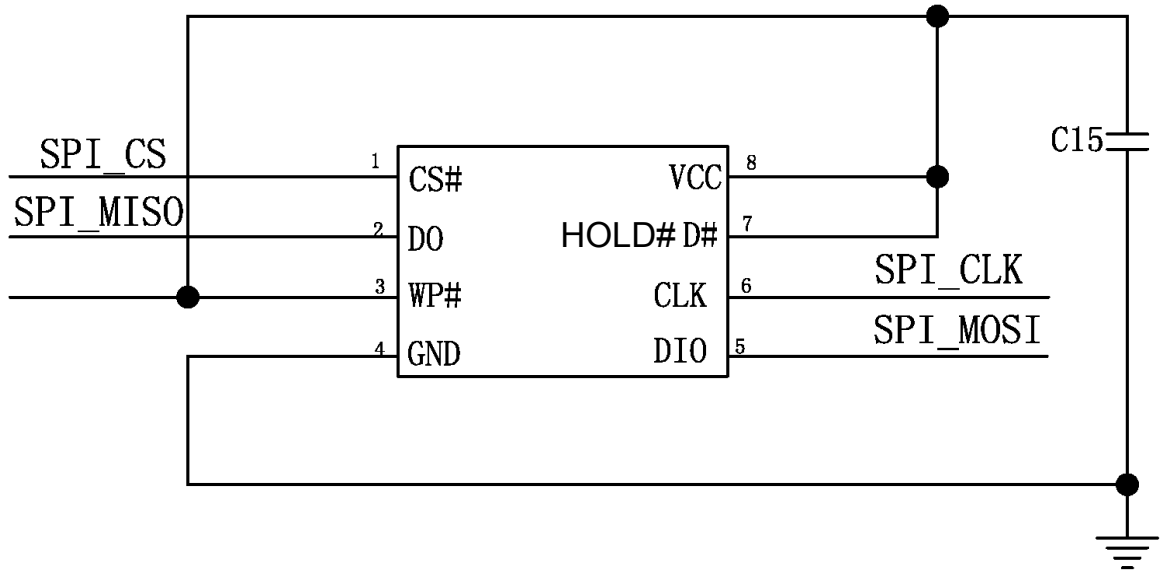 SPI_CS
SPI_MISO
1
2
3
4
CS#
DO
WP#
GND
VCC
HOLD# D#
CLK
DIO
8
7
6
5
SPI_CLK
SPI_MOSI
C15